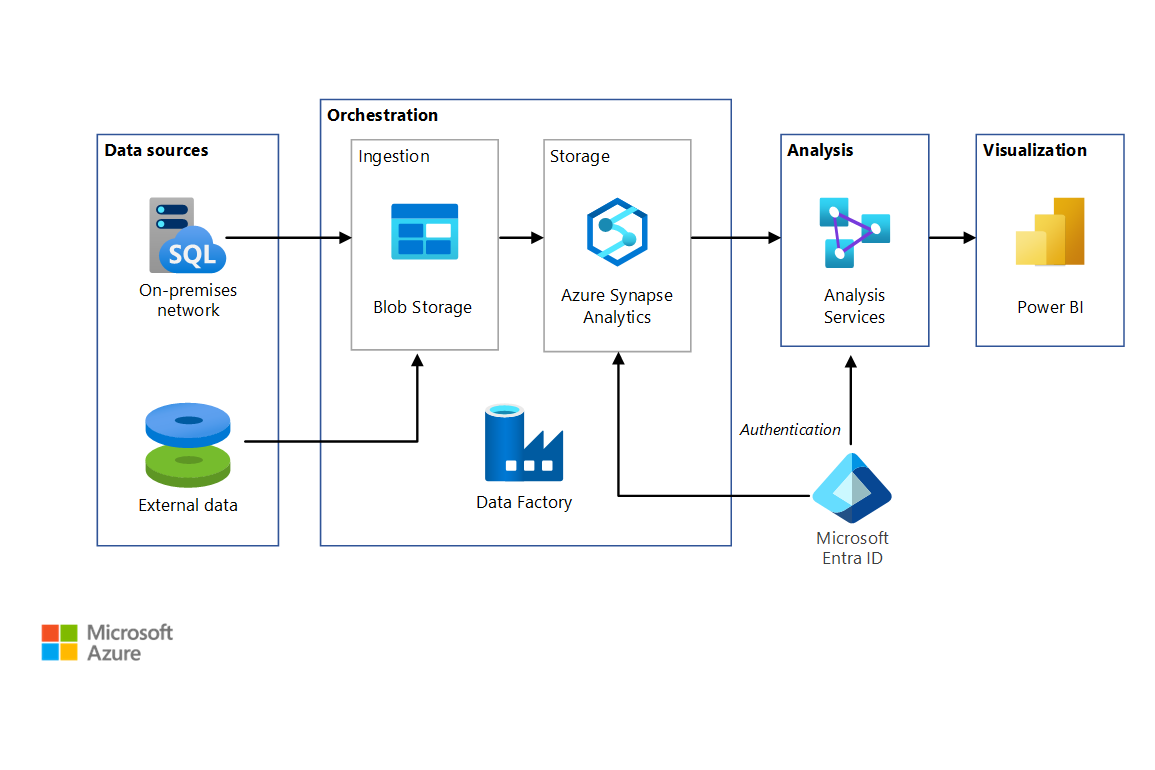 Orchestration
Data sources
Ingestion
Storage
Analysis
Visualization
SQL
On-premises
network
Blob Storage
Azure Synapse
Analytics
Analysis
Services
Power BI
Authentication
External data
Data Factory
Microsoft
Entra ID
Microsoft
Azure